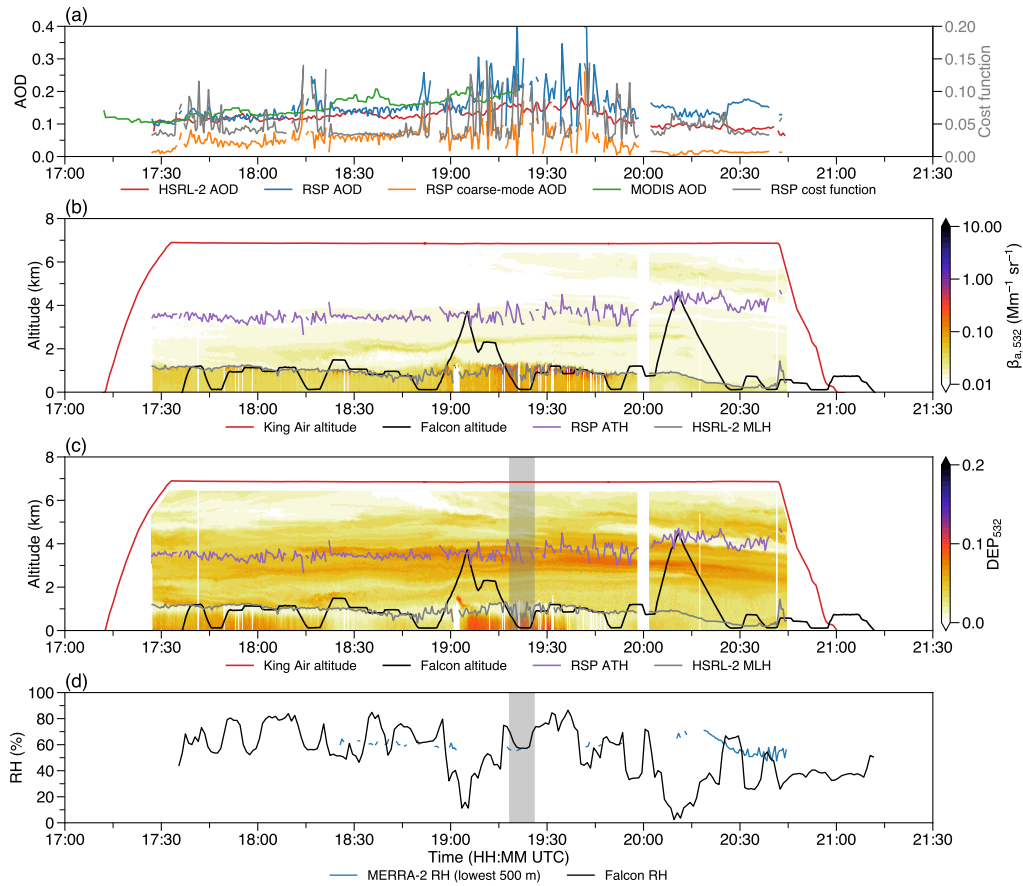 (a)
0.4
0.3
0.2
0.1
0.0
AOD
0.20
0.15
0.10
0.05
0.00
Cost function
17:00 17:30 18:00 18:30 19:00 19:30 20:00 20:30 21:00 21:30
HSRL-2 AOD RSP AOD RSP coarse-mode AOD MODIS AOD RSP cost function
(b)
8
6
4
2
0
Altitude (km)
10.00
1.00
0.10
0.01
βa,532 (Mm−1 sr−1)
17:00 17:30 18:00 18:30 19:00 19:30 20:00 20:30 21:00 21:30
King Air altitude Falcon altitude RSP ATH HSRL-2 MLH
(c)
8
6
4
2
0
Altitude (km)
0.2
0.1
0.0
DEP532
17:00 17:30 18:00 18:30 19:00 19:30 20:00 20:30 21:00 21:30
King Air altitude Falcon altitude RSP ATH HSRL-2 MLH
(d)
100
80
60
40
20
0
RH (%)
17:00 17:30 18:00 18:30 19:00 19:30 20:00 20:30 21:00 21:30
Time (HH:MM UTC)
MERRA-2 RH (lowest 500 m) Falcon RH